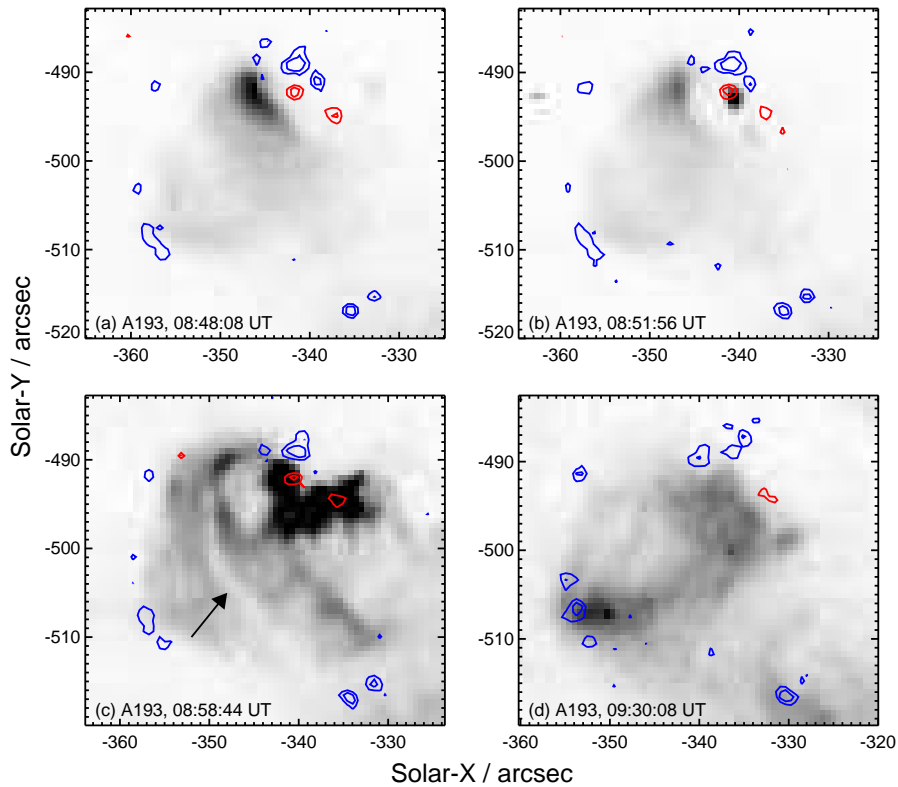 -490
-500
-510
-520
(a) A193, 08:48:08 UT
-360 -350 -340 -330
-490
-500
-510
-520
(b) A193, 08:51:56 UT
-360 -350 -340 -330
Solar-Y / arcsec
-490
-500
-510
(c) A193, 08:58:44 UT
-360 -350 -340 -330
-490
-500
-510
(d) A193, 09:30:08 UT
-360 -350 -340 -330 -320
Solar-X / arcsec